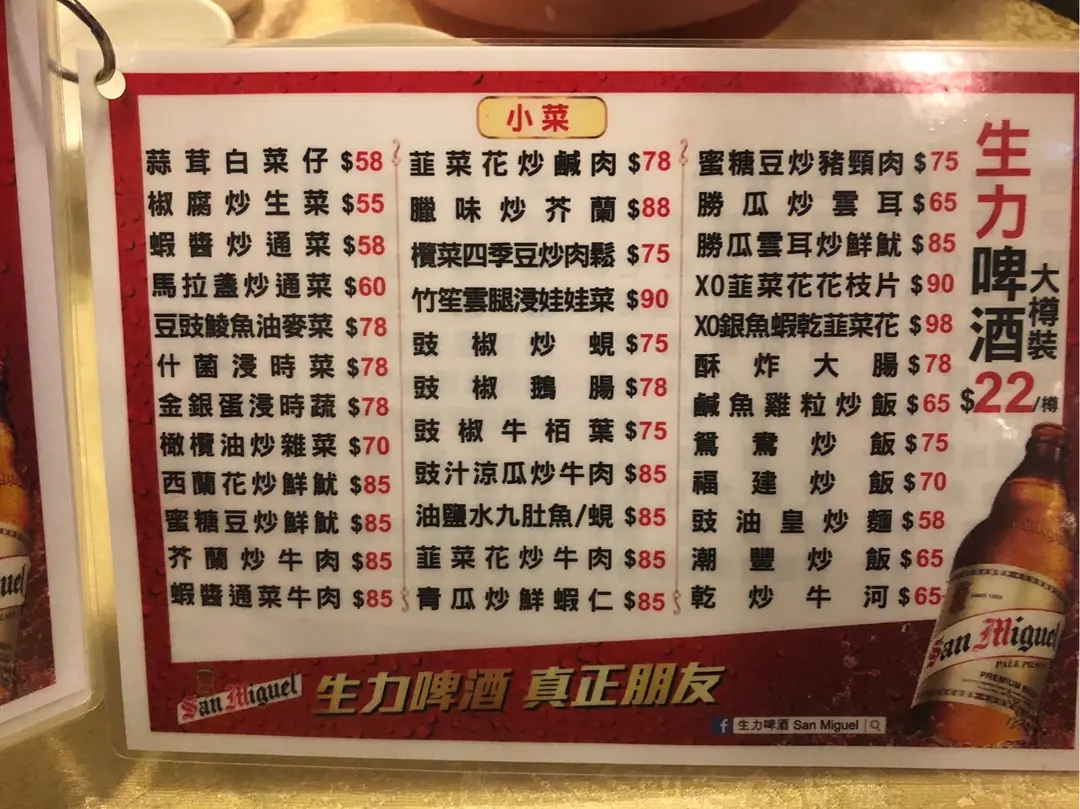 小菜
蒜茸白菜仔 $58
椒腐炒生菜 $55
蝦醬炒通菜 $58
馬拉盞炒通菜 $60
豆豉鯪魚油麥菜 $78
什菌浸時菜 $78
金銀蛋浸時蔬 $78
橄欖油炒雜菜 $70
西蘭花炒鮮魷 $85
蜜糖豆炒鮮魷 $85
芥蘭炒牛肉 $85
蝦醬通菜牛肉 $85
韮菜花炒鹹肉 $78
臘味炒芥蘭 $88
欖菜四季豆炒肉鬆 $75
竹笙雲腿浸娃娃菜 $90
豉椒炒蜆 $75
豉椒鵝腸 $78
豉椒牛栢葉 $75
豉汁涼瓜炒牛肉 $85
油鹽水九肚魚/蜆 $85
韮菜花炒牛肉 $85
青瓜炒鮮蝦仁 $85
蜜糖豆炒豬頸肉 $75
勝瓜炒雲耳 $65
勝瓜雲耳炒鮮魷 $85
XO韮菜花花枝片 $90
XO銀魚蝦乾韮菜花 $98
酥炸大腸 $78
鹹魚雞粒炒飯 $65
鴛鴦炒飯 $75
福建炒飯 $70
豉油皇炒麵 $58
潮豐炒飯 $65
乾炒牛河 $65
生力啤酒
大樽裝
$22/樽
San Miguel
PALE PILSEN
PREMIUM
San Miguel
生力啤酒 真正朋友
f 生力啤酒 San Miguel
uel